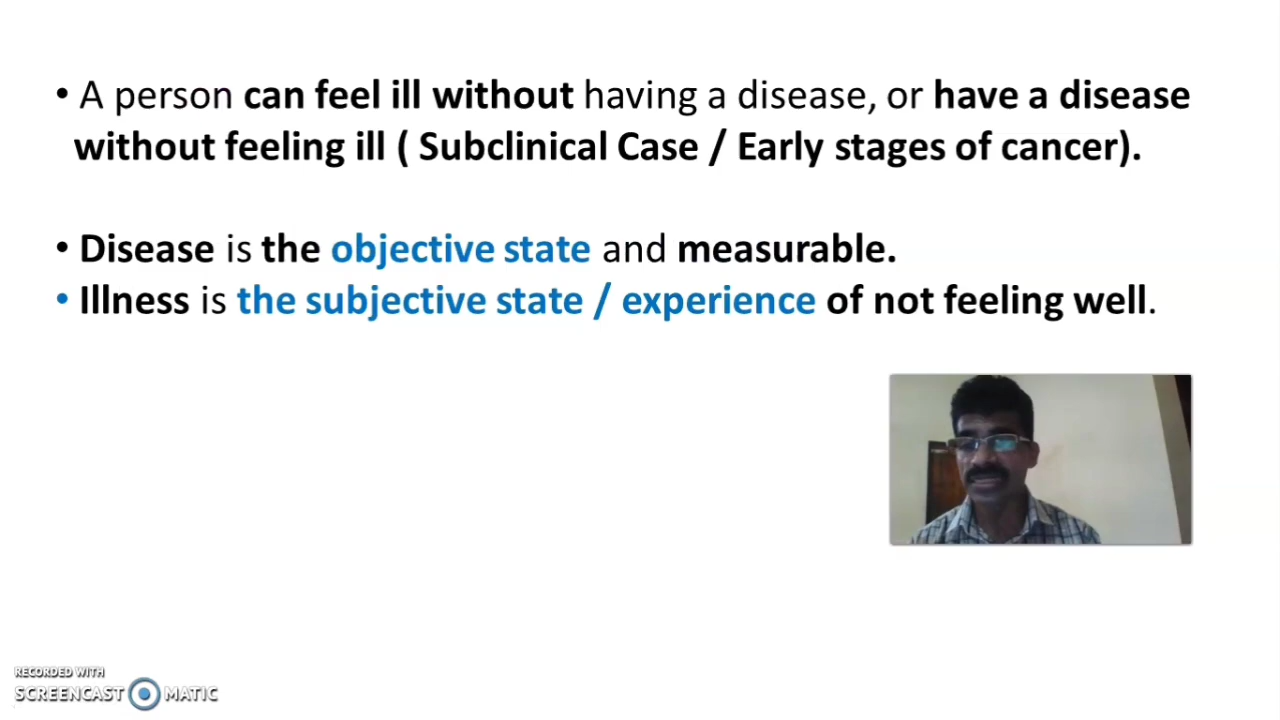 • A person can feel ill without having a disease, or have a disease
without feeling ill ( Subclinical Case / Early stages of cancer).
• Disease is the objective state and measurable.
• Illness is the subjective state / experience of not feeling well.
RECORDED WITH
SCREENCAST MATIC